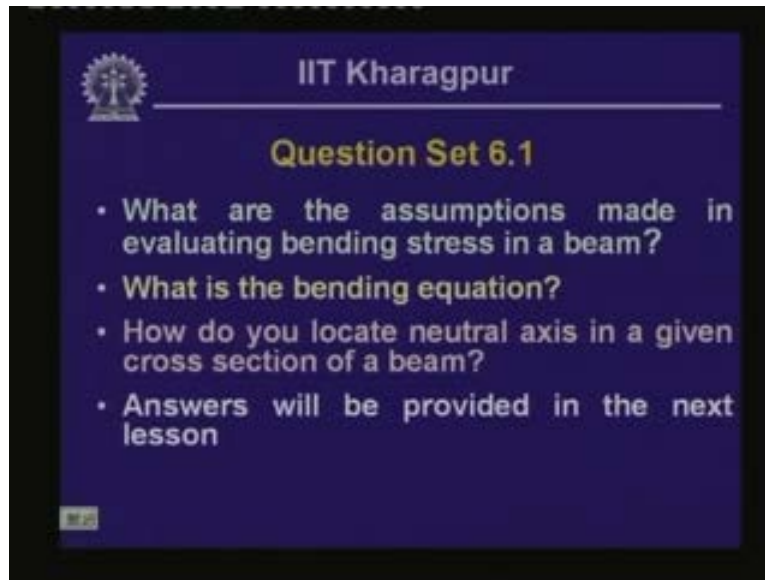 IIT Kharagpur
Question Set 6.1
• What are the assumptions made in
evaluating bending stress in a beam?
• What is the bending equation?
• How do you locate neutral axis in a given
cross section of a beam?
• Answers will be provided in the next
lesson